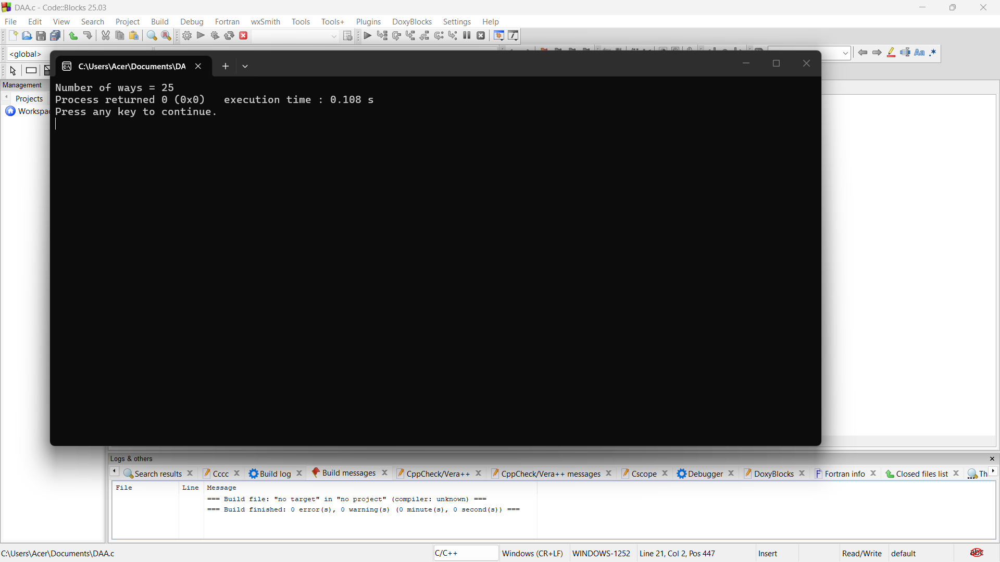 DAA.c - Code::Blocks 25.03
File Edit View Search Project Build Debug Fortran wxSmith Tools Tools+ Plugins DoxyBlocks Settings Help
<global>
C:\Users\Acer\Documents\DA
Management
Projects
Workspa
Number of ways = 25
Process returned 0 (0x0)   execution time : 0.108 s
Press any key to continue.
Logs & others
Search results Cccc Build log Build messages CppCheck/Vera++ CppCheck/Vera++ messages Cscope Debugger DoxyBlocks Fortran info Closed files list Th
File Line Message
=== Build file: "no target" in "no project" (compiler: unknown) ===
=== Build finished: 0 error(s), 0 warning(s) (0 minute(s), 0 second(s)) ===
C:\Users\Acer\Documents\DAA.c C/C++ Windows (CR+LF) WINDOWS-1252 Line 21, Col 2, Pos 447 Insert Read/Write default